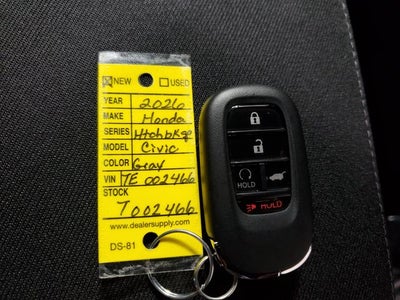 NEW USED
YEAR 2026
MAKE Honda
SERIES Htchbk
MODEL Civic
COLOR Gray
VIN TE 002466
STOCK
T002466
www.dealersupply.com
DS-81
HOLD
HOLD